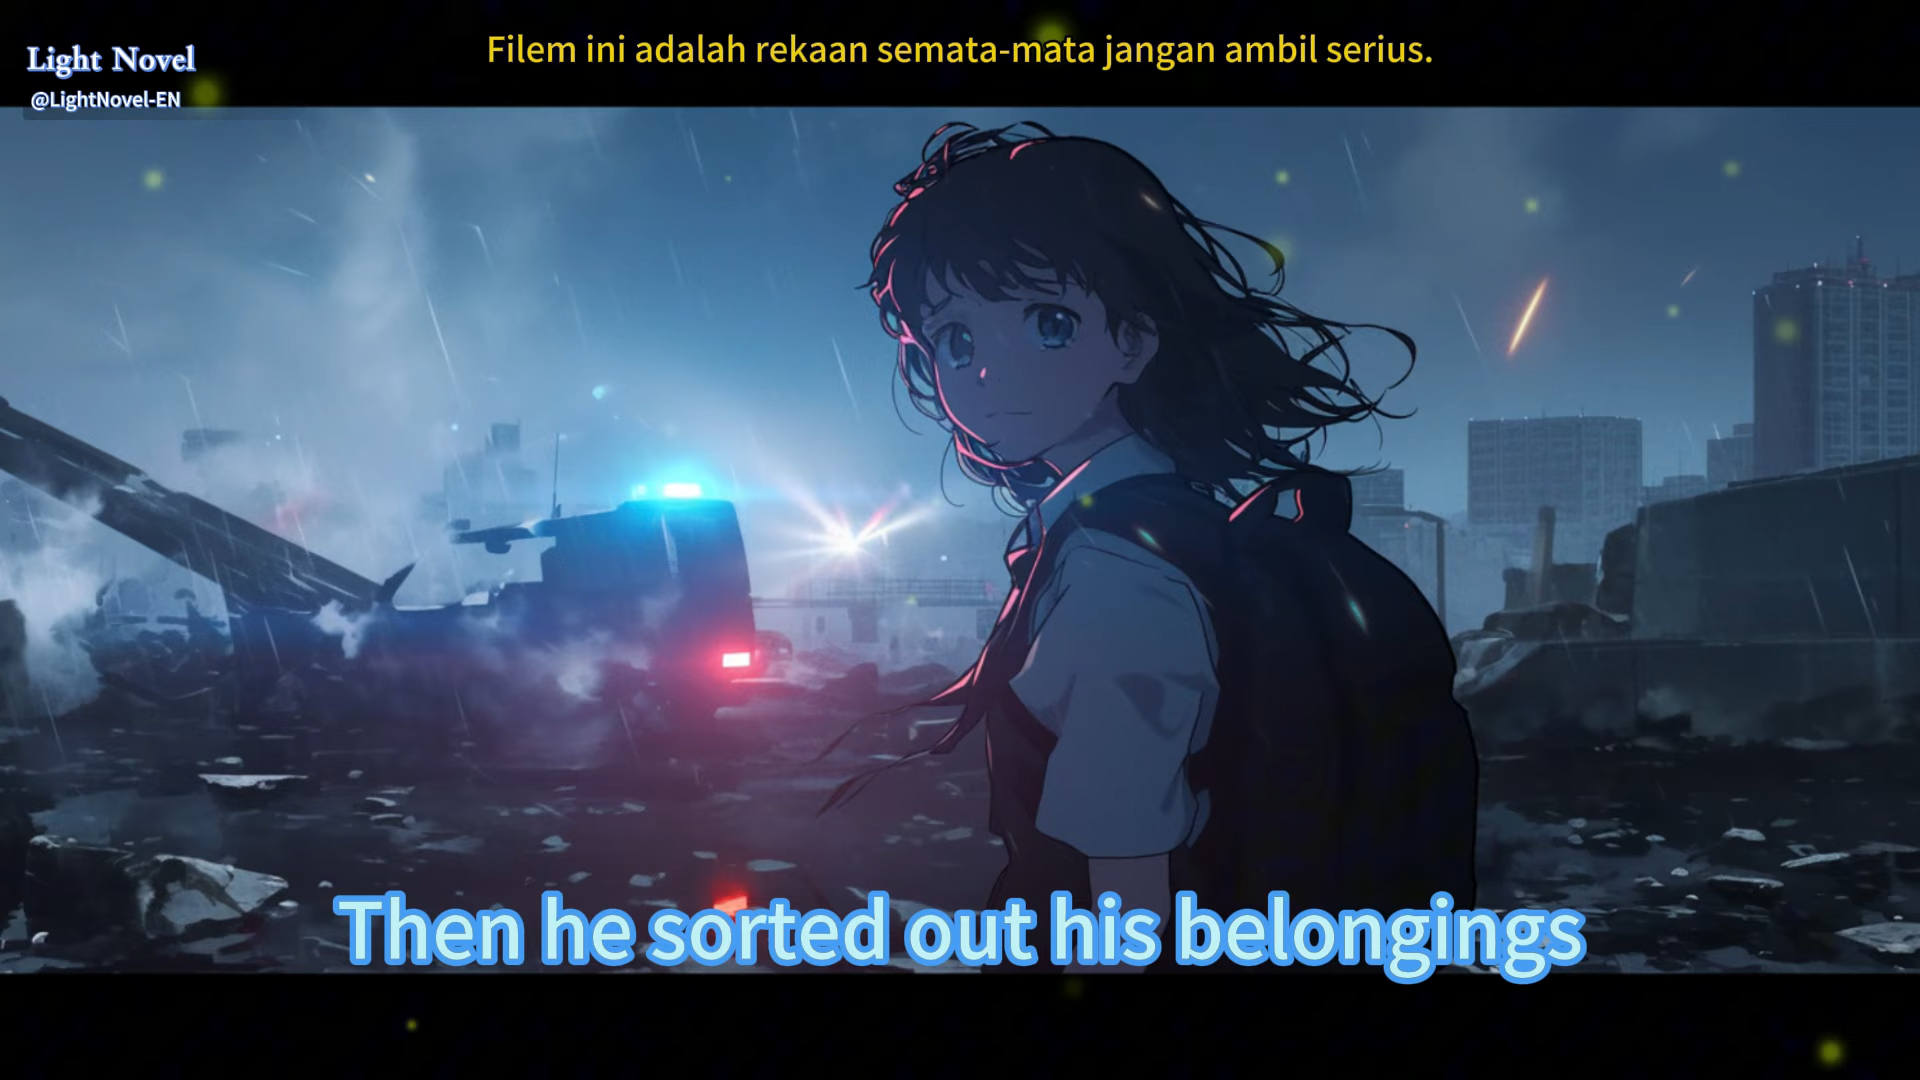 Filem ini adalah rekaan semata-mata jangan ambil serius.
Light Novel
@LightNovel-EN
Then he sorted out his belongings